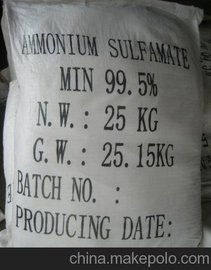 AMMONIUM SULFAMATE
MIN 99.5%
N.W.: 25 KG
G.W.: 25.15KG
BATCH NO.:
PRODUCING DATE:
china.makepolo.com